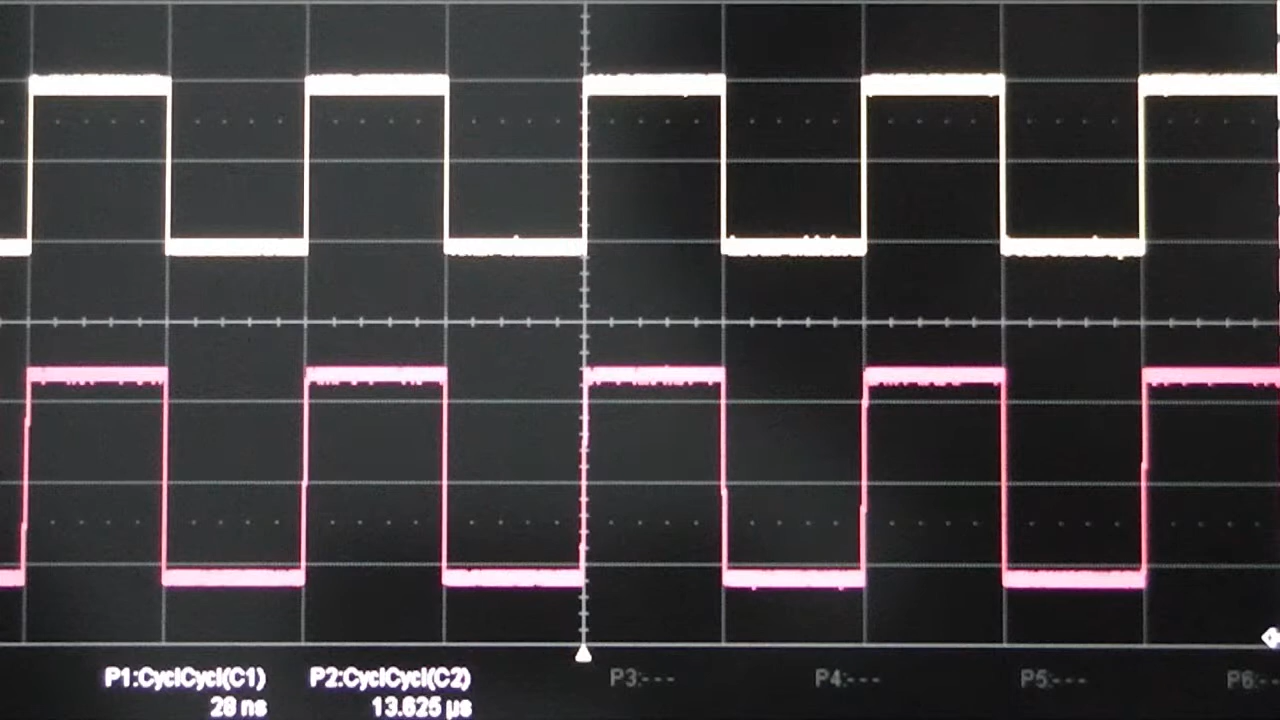 P1:CyclCycl(C1) P2:CyclCycl(C2) P3:--- P4:--- P5:--- P6:--
28 ns 13.625 µs